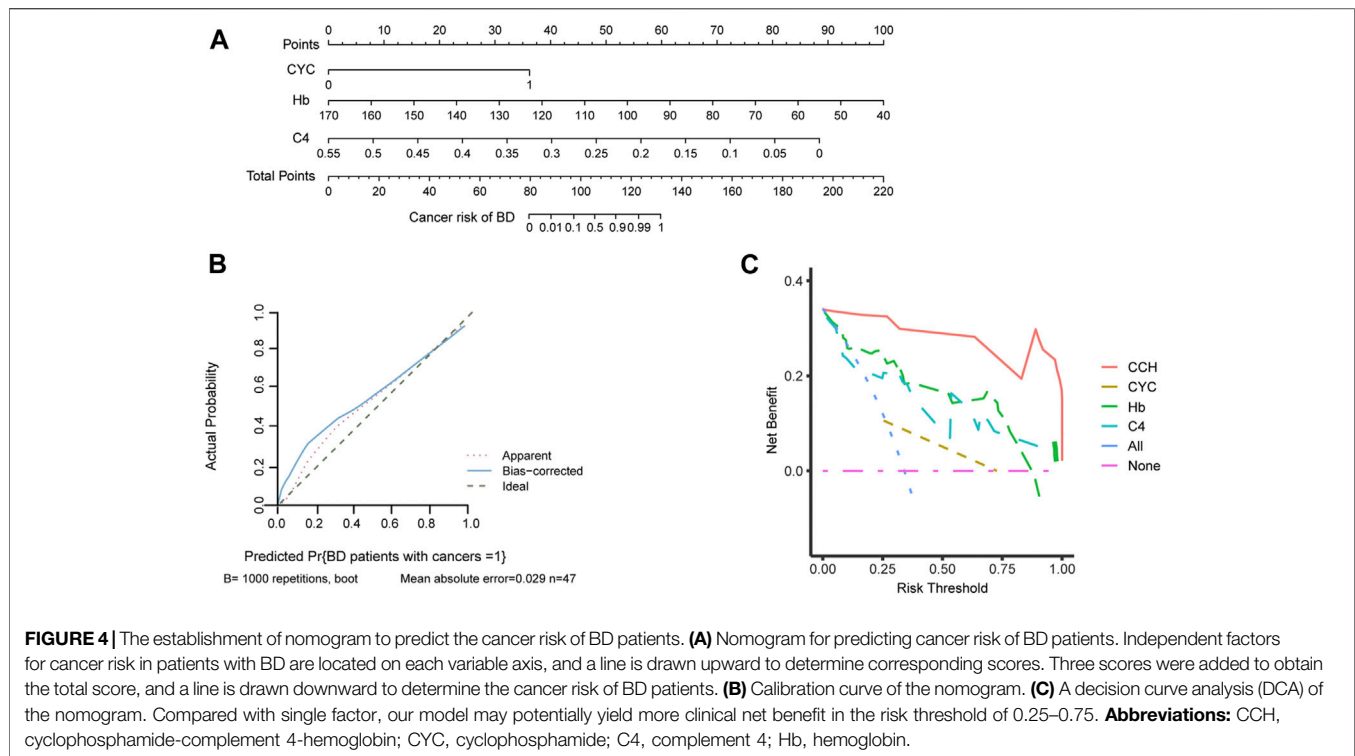 A
Points
0 10 20 30 40 50 60 70 80 90 100
CYC
0 1
Hb
170 160 150 140 130 120 110 100 90 80 70 60 50 40
C4
0.55 0.5 0.45 0.4 0.35 0.3 0.25 0.2 0.15 0.1 0.05 0
Total Points
0 20 40 60 80 100 120 140 160 180 200 220
Cancer risk of BD
0 0.01 0.1 0.5 0.9 0.99 1
B
Actual Probability
0.0 0.2 0.4 0.6 0.8 1.0
Apparent
Bias-corrected
Ideal
0.0 0.2 0.4 0.6 0.8 1.0
Predicted Pr{BD patients with cancers =1}
B= 1000 repetitions, boot Mean absolute error=0.029 n=47
C
Net Benefit
0.4
0.2
0.0
0.00 0.25 0.50 0.75 1.00
Risk Threshold
CCH
CYC
Hb
C4
All
None
FIGURE 4 | The establishment of nomogram to predict the cancer risk of BD patients. (A) Nomogram for predicting cancer risk of BD patients. Independent factors
for cancer risk in patients with BD are located on each variable axis, and a line is drawn upward to determine corresponding scores. Three scores were added to obtain
the total score, and a line is drawn downward to determine the cancer risk of BD patients. (B) Calibration curve of the nomogram. (C) A decision curve analysis (DCA) of
the nomogram. Compared with single factor, our model may potentially yield more clinical net benefit in the risk threshold of 0.25–0.75. Abbreviations: CCH,
cyclophosphamide-complement 4-hemoglobin; CYC, cyclophosphamide; C4, complement 4; Hb, hemoglobin.